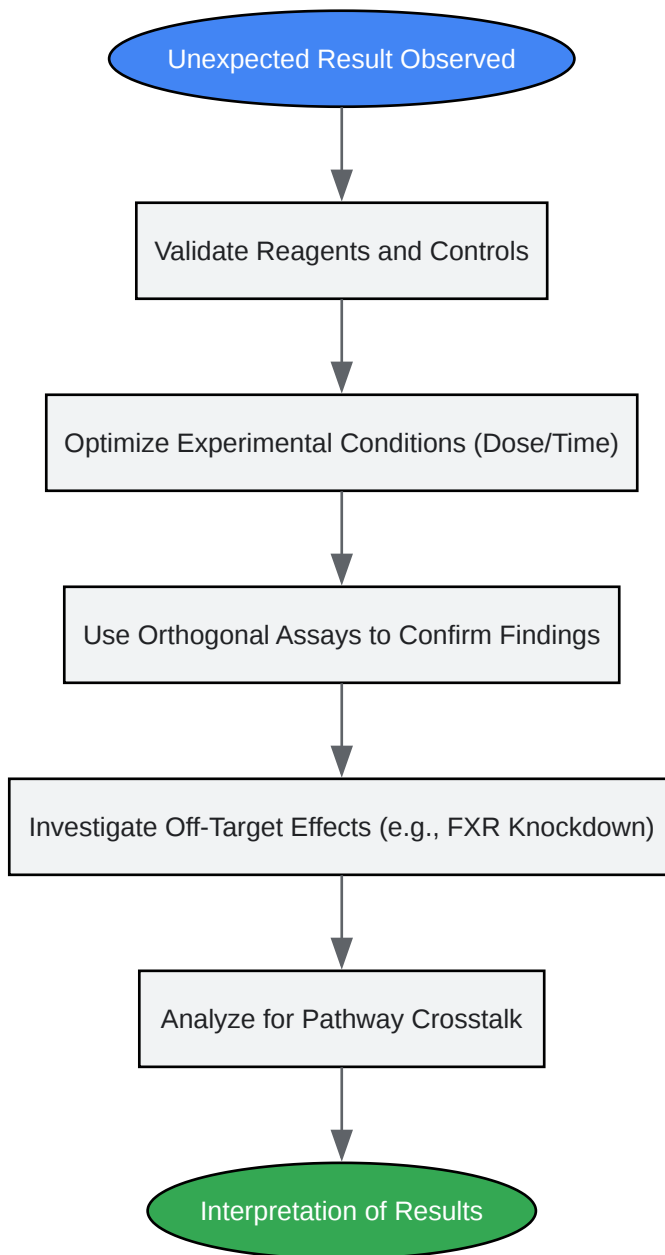 Unexpected Result Observed
Validate Reagents and Controls
Optimize Experimental Conditions (Dose/Time)
Use Orthogonal Assays to Confirm Findings
Investigate Off-Target Effects (e.g., FXR Knockdown)
Analyze for Pathway Crosstalk
Interpretation of Results